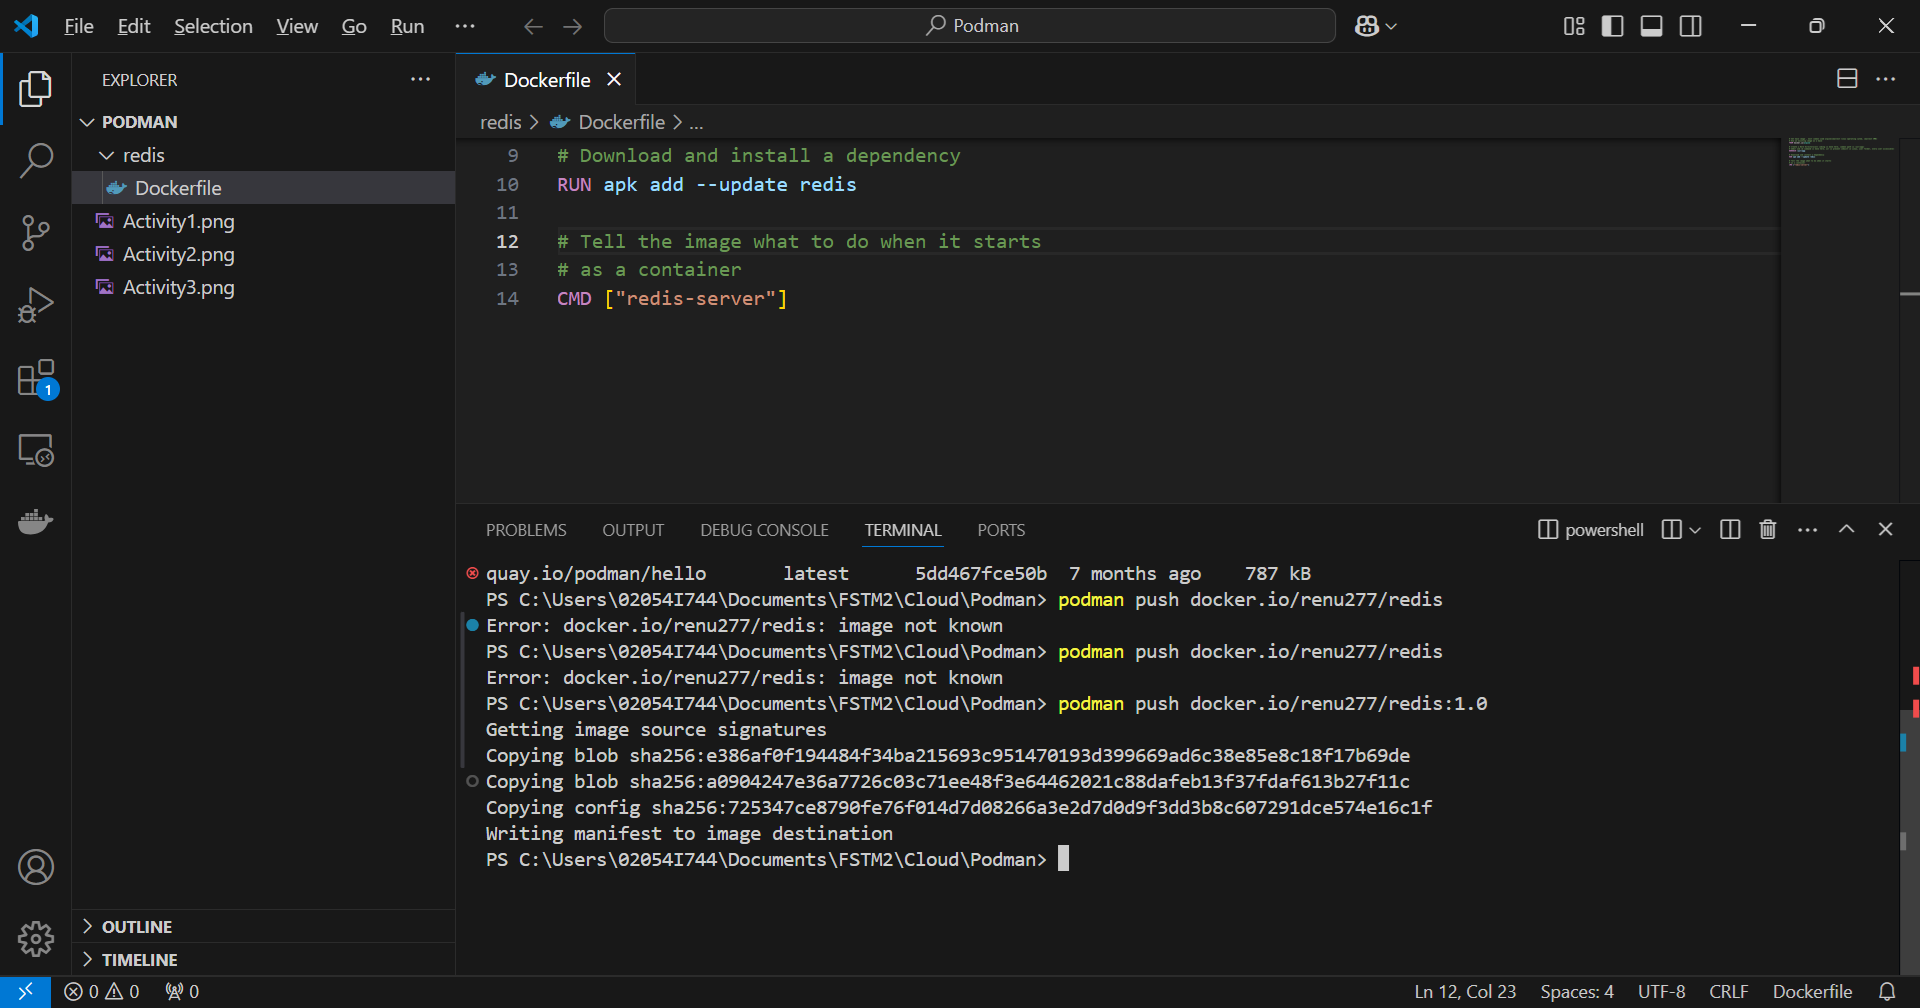 File Edit Selection View Go Run ··· Podman
EXPLORER ···
PODMAN
redis
Dockerfile
Activity1.png
Activity2.png
Activity3.png
OUTLINE
TIMELINE
1
Dockerfile
redis > Dockerfile > ...
9 # Download and install a dependency
10 RUN apk add --update redis
11
12 # Tell the image what to do when it starts
13 # as a container
14 CMD ["redis-server"]
PROBLEMS OUTPUT DEBUG CONSOLE TERMINAL PORTS powershell
quay.io/podman/hello latest 5dd467fce50b 7 months ago 787 kB
PS C:\Users\02054I744\Documents\FSTM2\Cloud\Podman> podman push docker.io/renu277/redis
Error: docker.io/renu277/redis: image not known
PS C:\Users\02054I744\Documents\FSTM2\Cloud\Podman> podman push docker.io/renu277/redis
Error: docker.io/renu277/redis: image not known
PS C:\Users\02054I744\Documents\FSTM2\Cloud\Podman> podman push docker.io/renu277/redis:1.0
Getting image source signatures
Copying blob sha256:e386af0f194484f34ba215693c951470193d399669ad6c38e85e8c18f17b69de
Copying blob sha256:a0904247e36a7726c03c71ee48f3e64462021c88dafeb13f37fdaf613b27f11c
Copying config sha256:725347ce8790fe76f014d7d08266a3e2d7d0d9f3dd3b8c607291dce574e16c1f
Writing manifest to image destination
PS C:\Users\02054I744\Documents\FSTM2\Cloud\Podman>
0 0 0 Ln 12, Col 23 Spaces: 4 UTF-8 CRLF Dockerfile